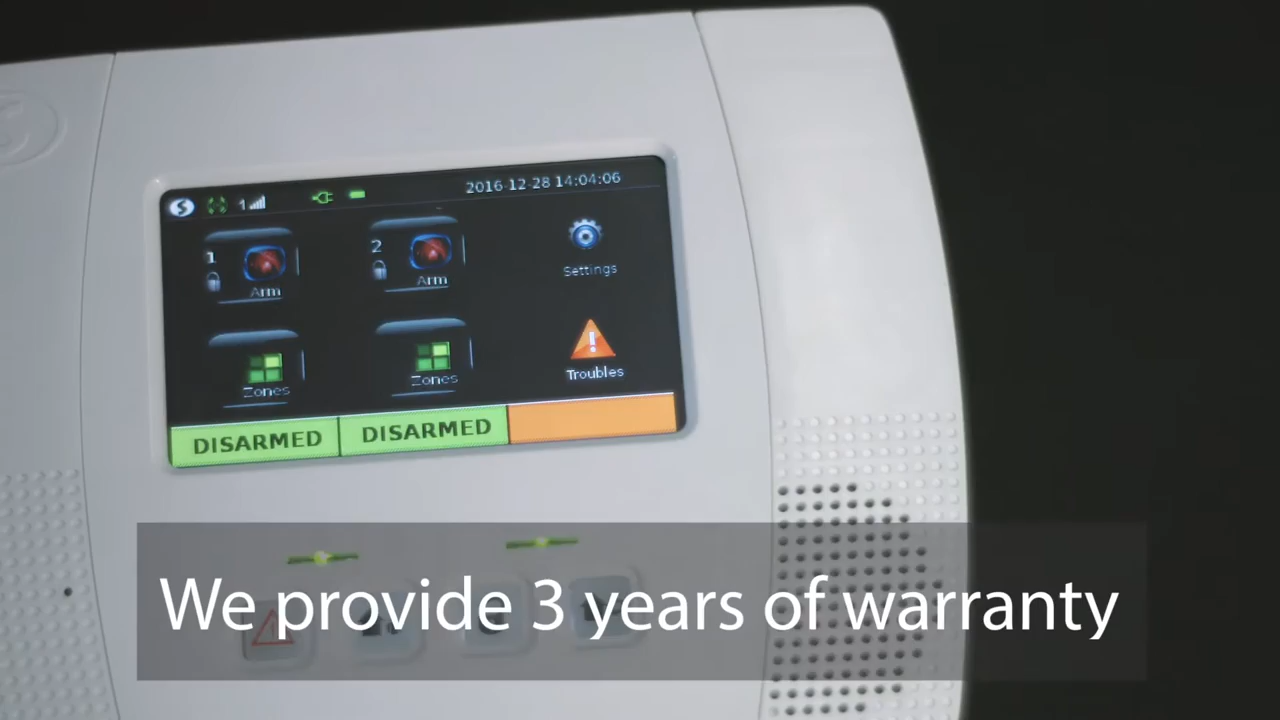 2016-12-28 14:04:06
1
1
Arm
2
Arm
Settings
Zones
Zones
Troubles
DISARMED
DISARMED
We provide 3 years of warranty